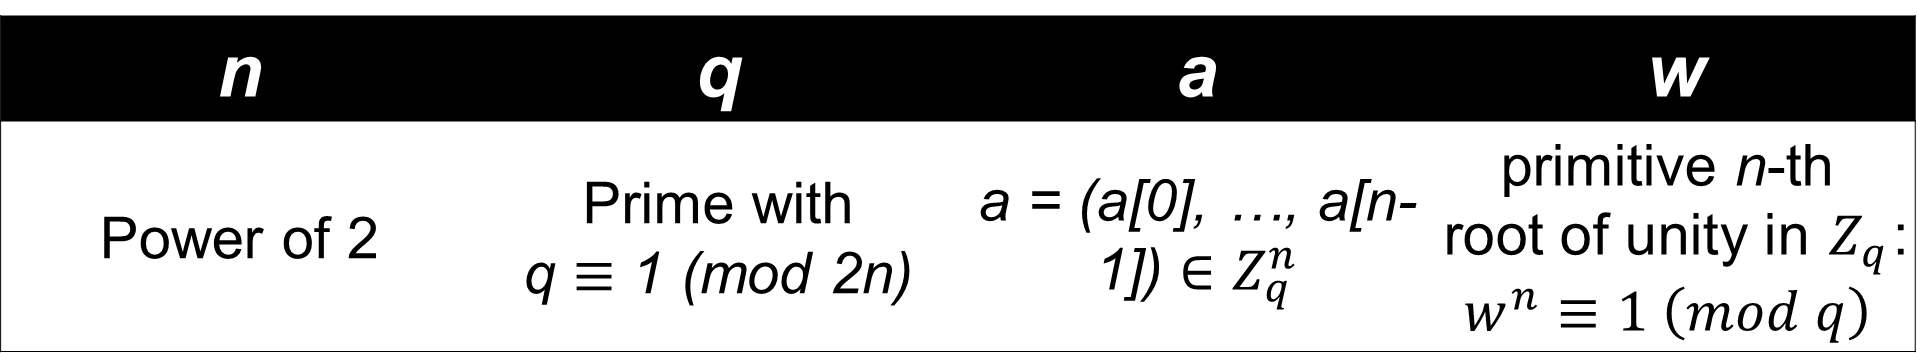 n q a w
Power of 2
Prime with
q ≡ 1 (mod 2n)
a = (a[0], …, a[n-
1]) ∈ Z_q^n
primitive n-th
root of unity in Z_q:
w^n ≡ 1 (mod q)